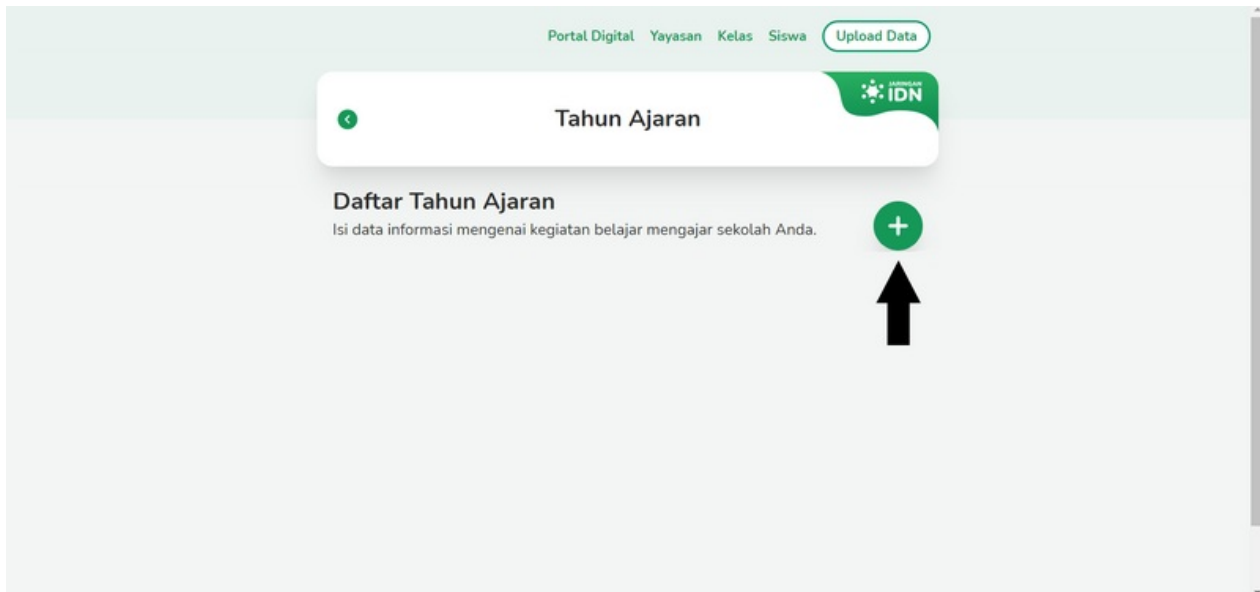 Portal Digital Yayasan Kelas Siswa Upload Data
JARINGAN
IDN
Tahun Ajaran
Daftar Tahun Ajaran
Isi data informasi mengenai kegiatan belajar mengajar sekolah Anda.